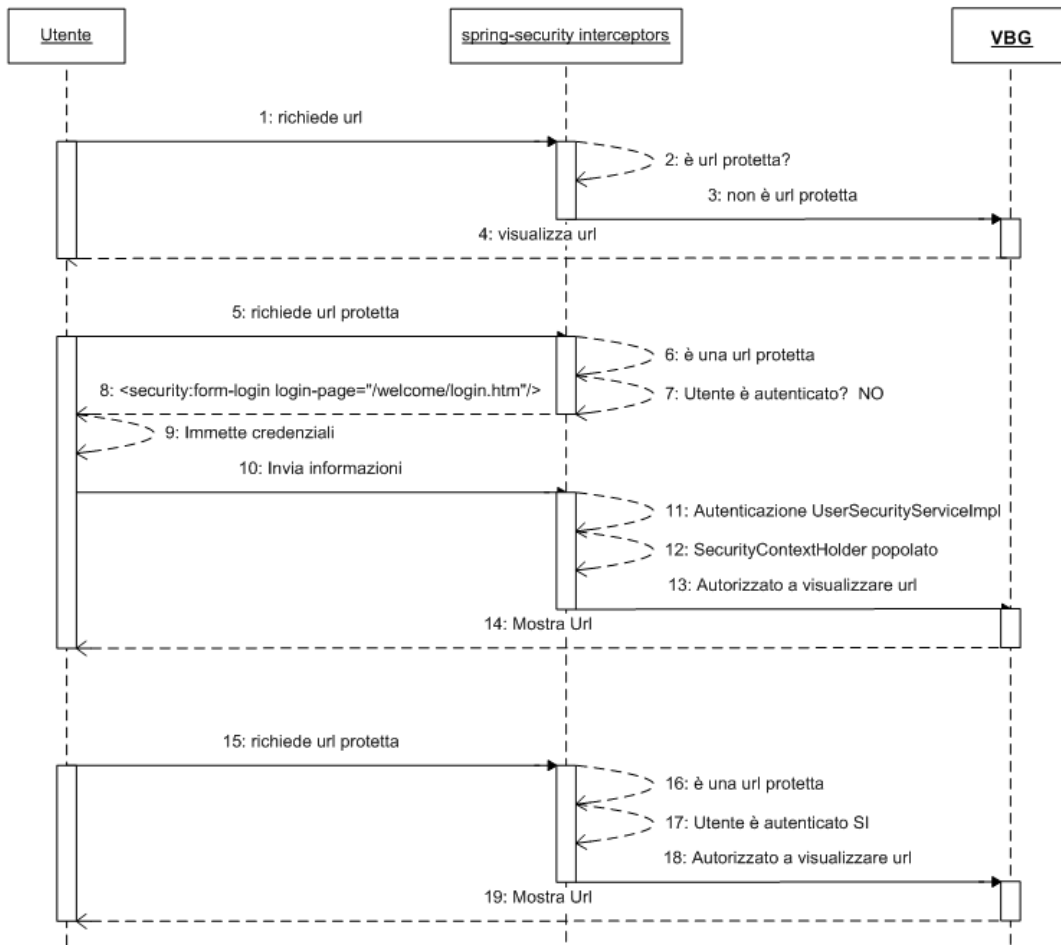 Utente
spring-security interceptors
VBG
1: richiede url
2: è url protetta?
3: non è url protetta
4: visualizza url
5: richiede url protetta
6: è una url protetta
7: Utente è autenticato?  NO
8: <security:form-login login-page="/welcome/login.htm"/>
9: Immette credenziali
10: Invia informazioni
11: Autenticazione UserSecurityServiceImpl
12: SecurityContextHolder popolato
13: Autorizzato a visualizzare url
14: Mostra Url
15: richiede url protetta
16: è una url protetta
17: Utente è autenticato SI
18: Autorizzato a visualizzare url
19: Mostra Url